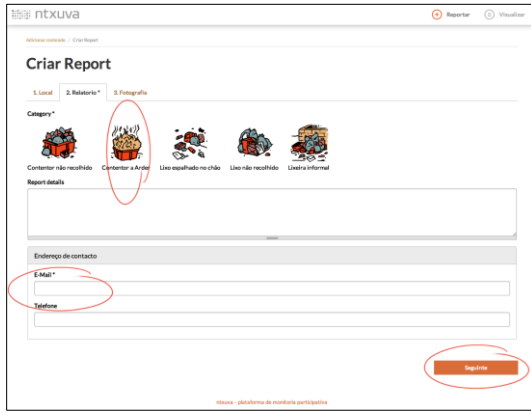 ntxuva
Reportar
Visualizar
Adicionar conteúdo / Criar Report
Criar Report
1. Local
2. Relatorio *
3. Fotografia
Category *
Contentor não recolhido
Contentor a Arder
Lixo espalhado no chão
Lixo não recolhido
Lixeira informal
Report details
Endereço de contacto
E-Mail *
Telefone
Seguinte
ntxuva - plataforma de monitoria participativa